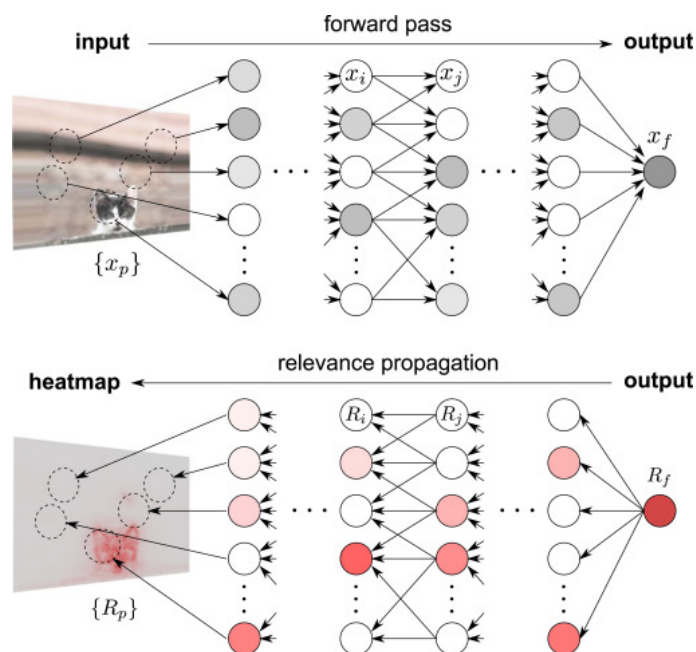 forward pass
input output
$x_i$ $x_j$
$x_f$
$\{x_p\}$
relevance propagation
heatmap output
$R_i$ $R_j$
$R_f$
$\{R_p\}$